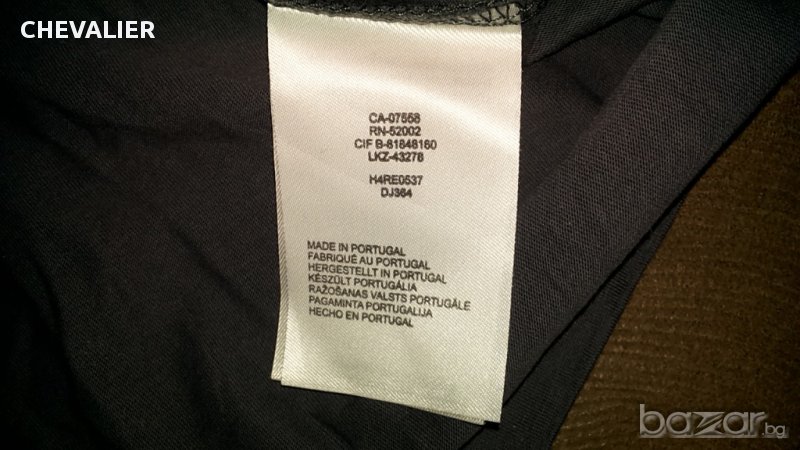 CHEVALIER
CA-07558
RN-52002
CIF B-81848160
LKZ-43278
H4RE0537
DJ364
MADE IN PORTUGAL
FABRIQUÉ AU PORTUGAL
HERGESTELLT IN PORTUGAL
KÉSZÜLT PORTUGÁLIA
RAŽOŠANAS VALSTS PORTUGĀLE
PAGAMINTA PORTUGALIJA
HECHO EN PORTUGAL
bazar.bg